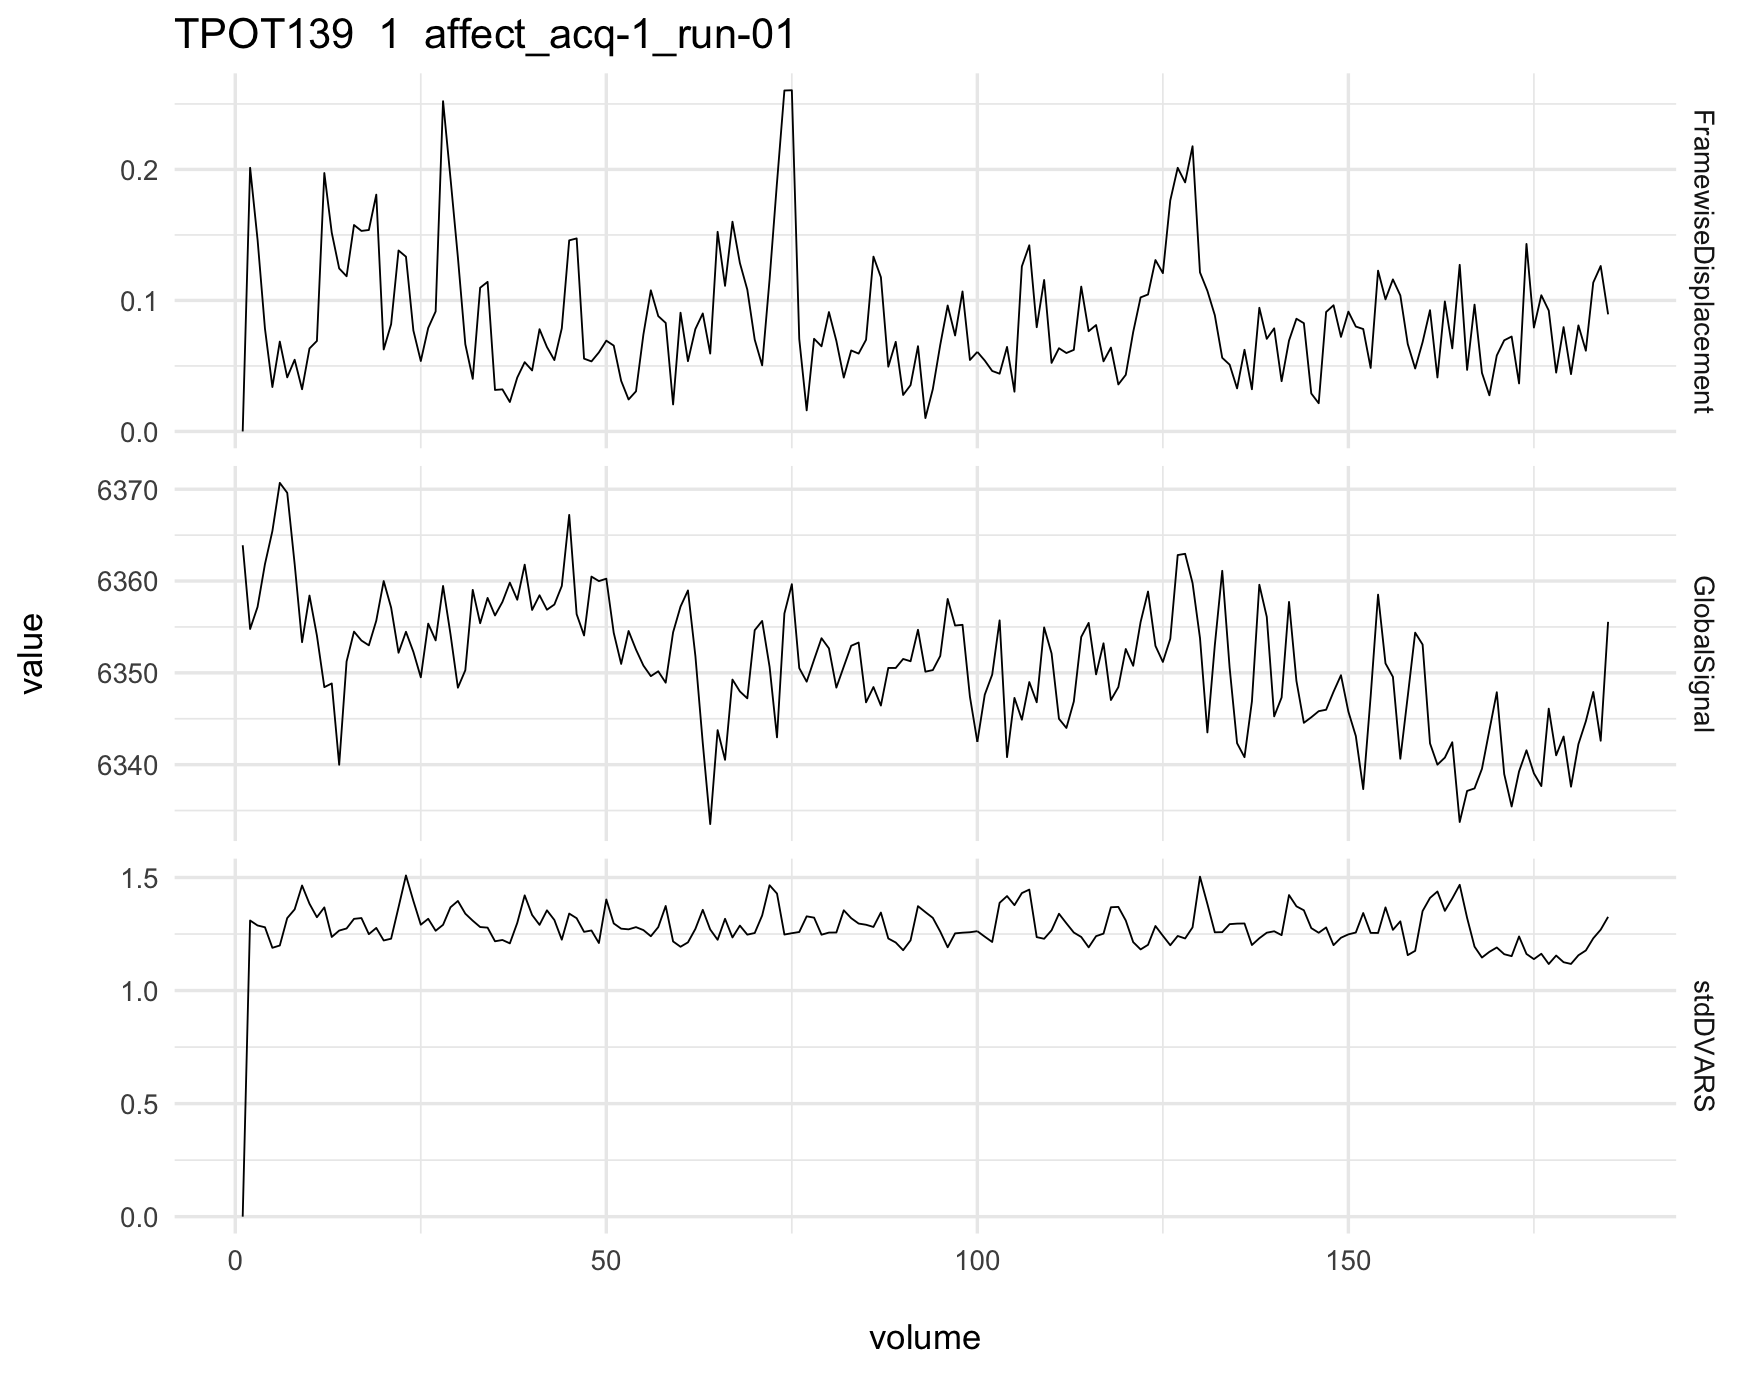 TPOT139  1  affect_acq-1_run-01
0.2
0.1
0.0
FramewiseDisplacement
6370
6360
6350
6340
GlobalSignal
1.5
1.0
0.5
0.0
stdDVARS
value
0 50 100 150
volume